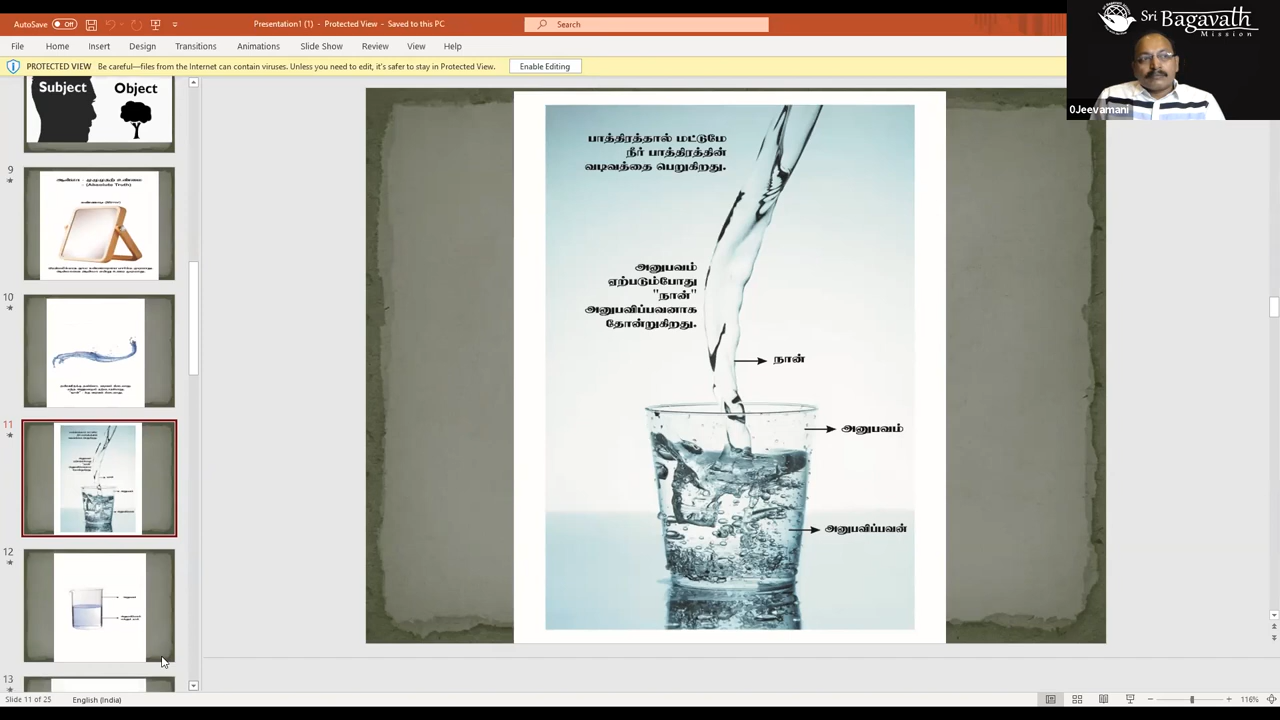 AutoSave Off
Presentation1 (1) - Protected View - Saved to this PC
Search
File Home Insert Design Transitions Animations Slide Show Review View Help
PROTECTED VIEW Be careful—files from the Internet can contain viruses. Unless you need to edit, it's safer to stay in Protected View. Enable Editing
Sri Bagavath
Mission
0Jeevamani
Subject Object
9
(Absolute Truth)
10
11
12
13
பாத்திரத்தால் மட்டுமே
நீர் பாத்திரத்தின்
வடிவத்தை பெறுகிறது.
அனுபவம்
ஏற்படும்போது
"நான்"
அனுபவிப்பவனாக
தோன்றுகிறது.
நான்
அனுபவம்
அனுபவிப்பவன்
Slide 11 of 25 English (India)
116%